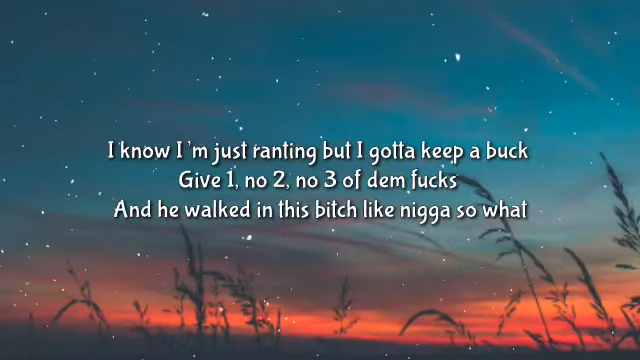 I know I'm just ranting but I gotta keep a buck
Give 1, no 2, no 3 of dem fucks
And he walked in this bitch like nigga so what